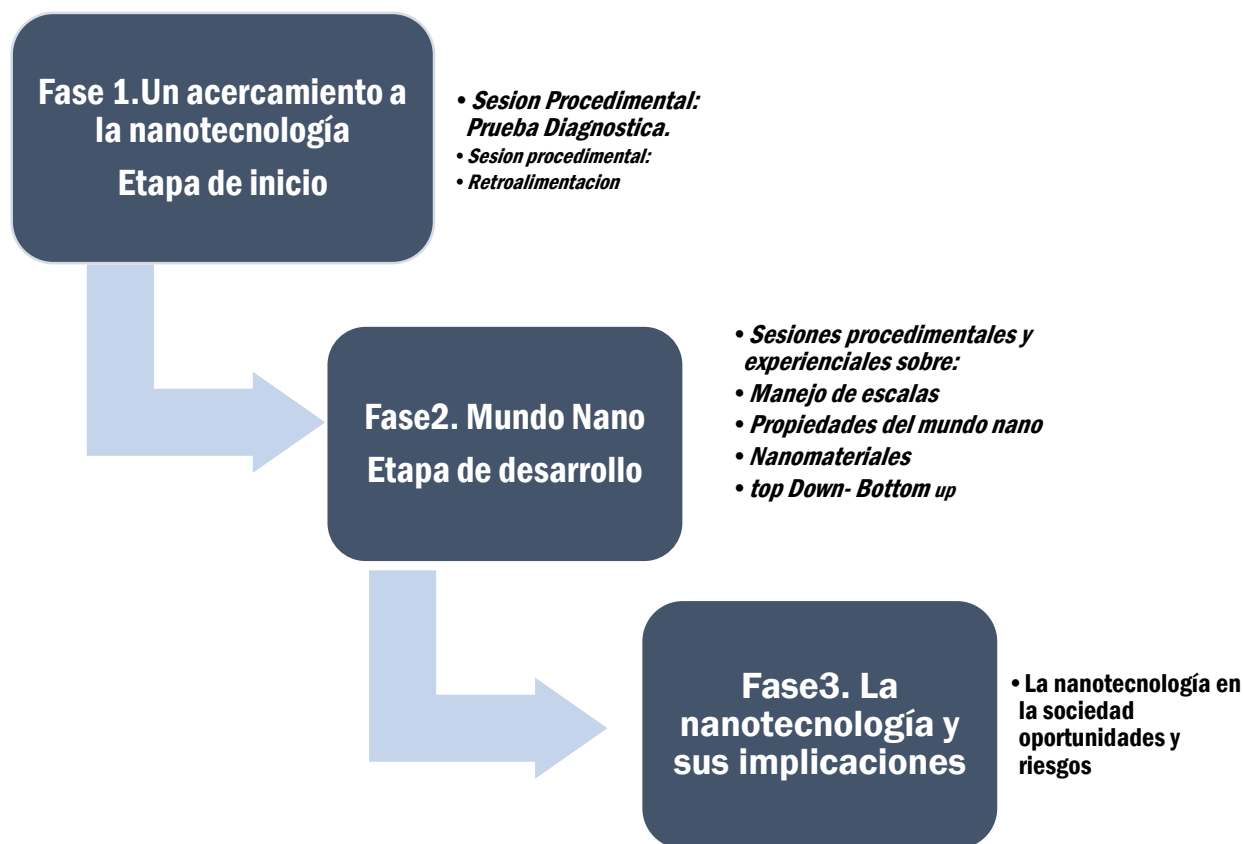 Fase 1.Un acercamiento a
la nanotecnología
Etapa de inicio
• Sesion Procedimental:
Prueba Diagnostica.
• Sesion procedimental:
• Retroalimentacion
Fase2. Mundo Nano
Etapa de desarrollo
• Sesiones procedimentales y
experienciales sobre:
• Manejo de escalas
• Propiedades del mundo nano
• Nanomateriales
• top Down- Bottom up
Fase3. La
nanotecnología y
sus implicaciones
• La nanotecnología en
la sociedad
oportunidades y
riesgos